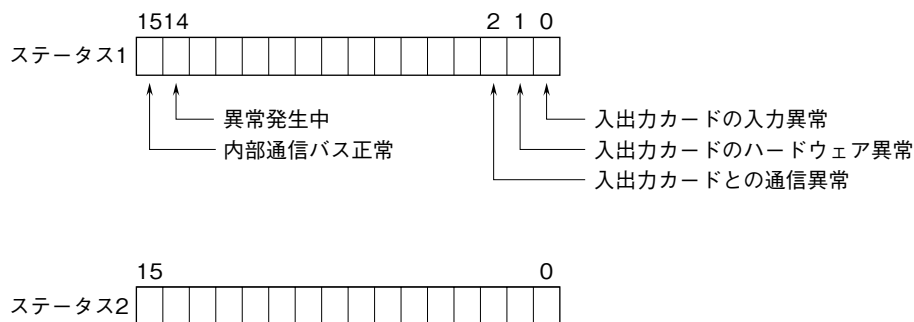 1514 2 1 0
ステータス1
異常発生中
内部通信バス正常
入出力カードの入力異常
入出力カードのハードウェア異常
入出力カードとの通信異常
15 0
ステータス2